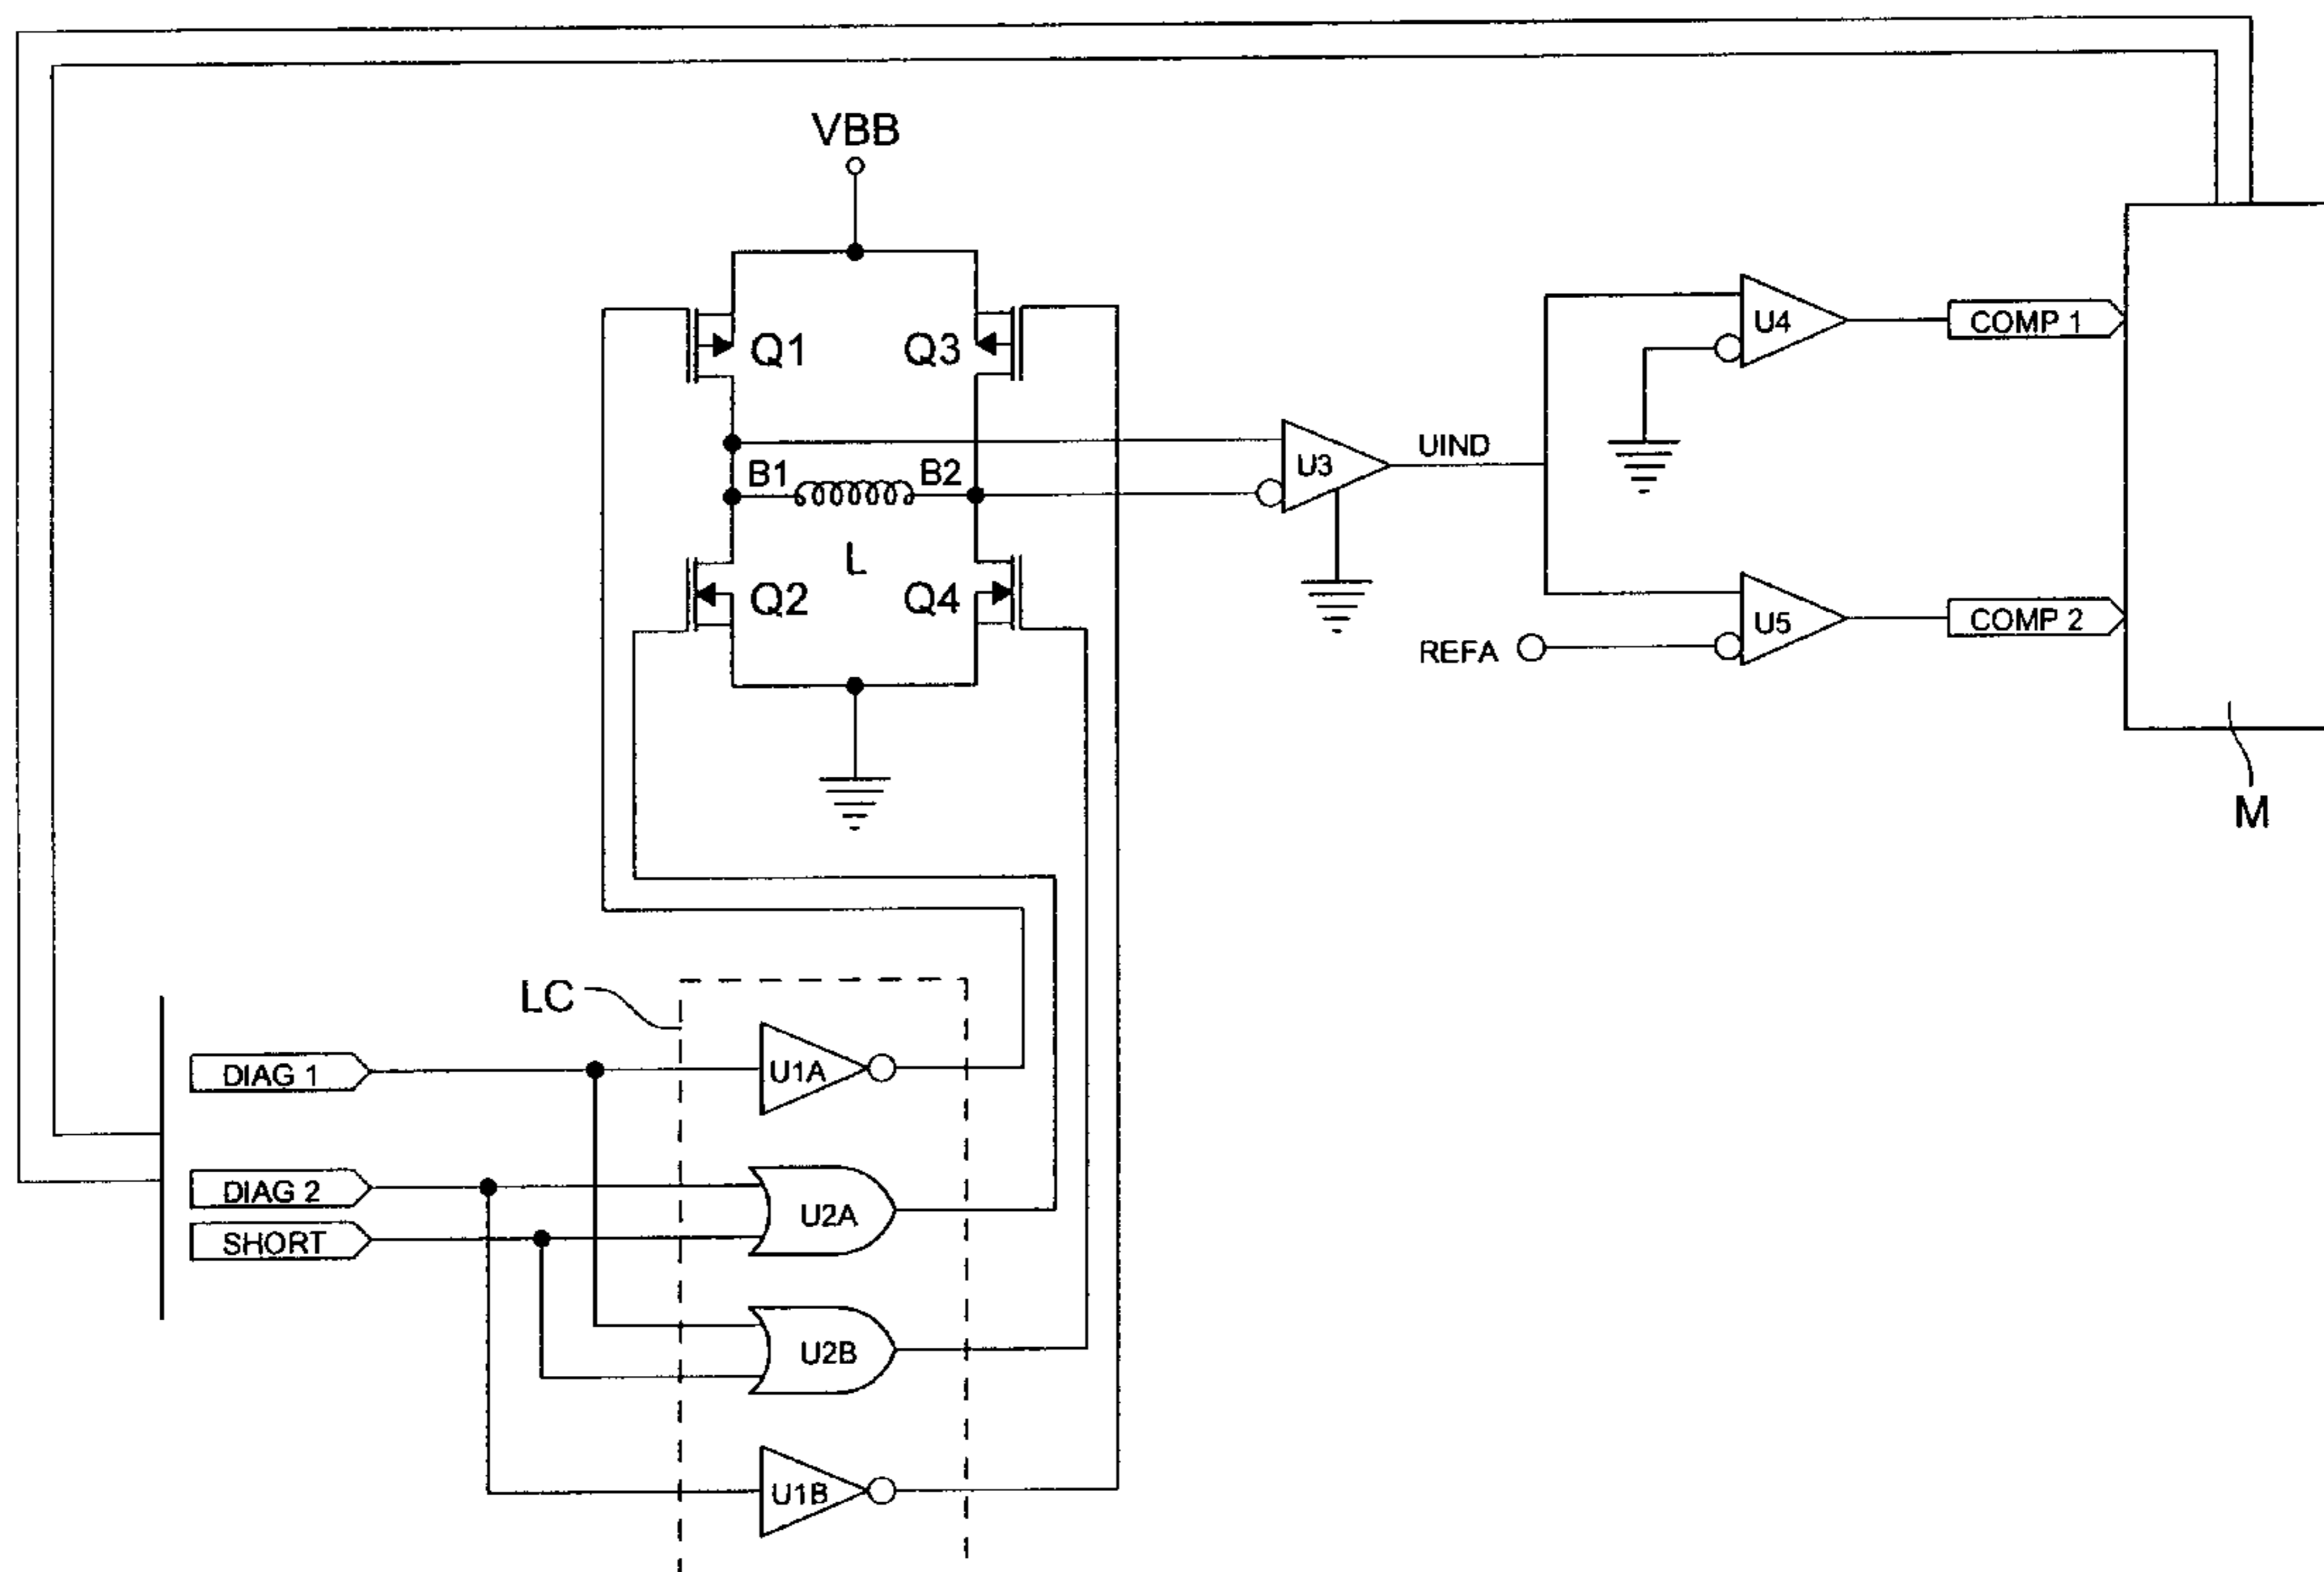 VBB
Q1
Q3
U4
COMP 1
B1
B2
U3
UIND
L
Q2
Q4
U5
COMP 2
REFA
M
LC
DIAG 1
U1A
DIAG 2
U2A
SHORT
U2B
U1B